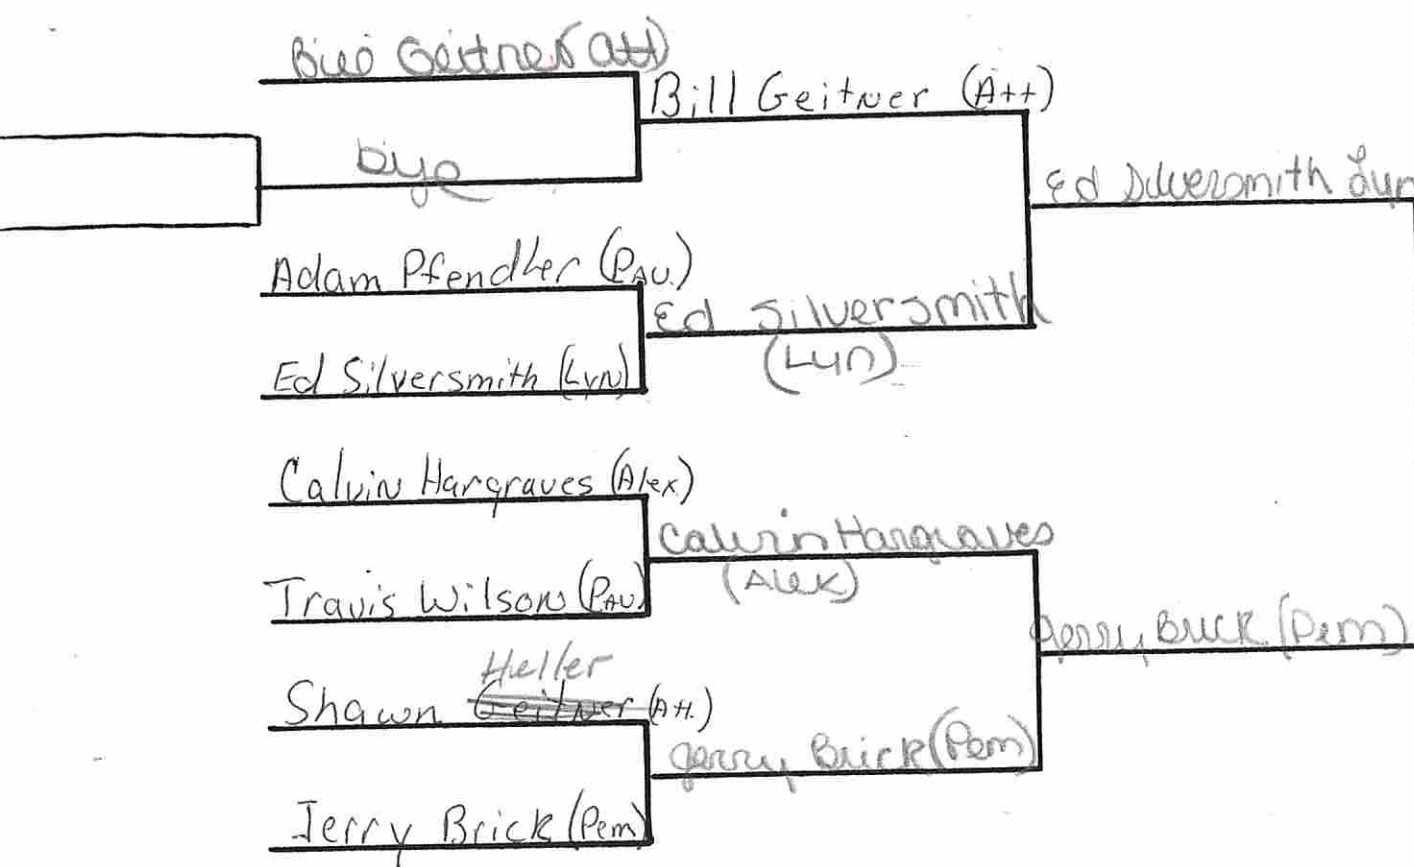 Bill Geitner (Att)
Bill Geitner (A++)
bye
Ed Silversmith Lyn
Adam Pfendler (PAU.)
Ed Silversmith
(Lyn)
Ed Silversmith (LyN)
Calvin Hargraves (Alex)
Calvin Hargraves
(Alex)
Travis Wilson (PAU)
Jerry Brick (Pem)
Heller
Shawn Geitner (Att.)
Jerry Brick (Pem)
Jerry Brick (Pem)